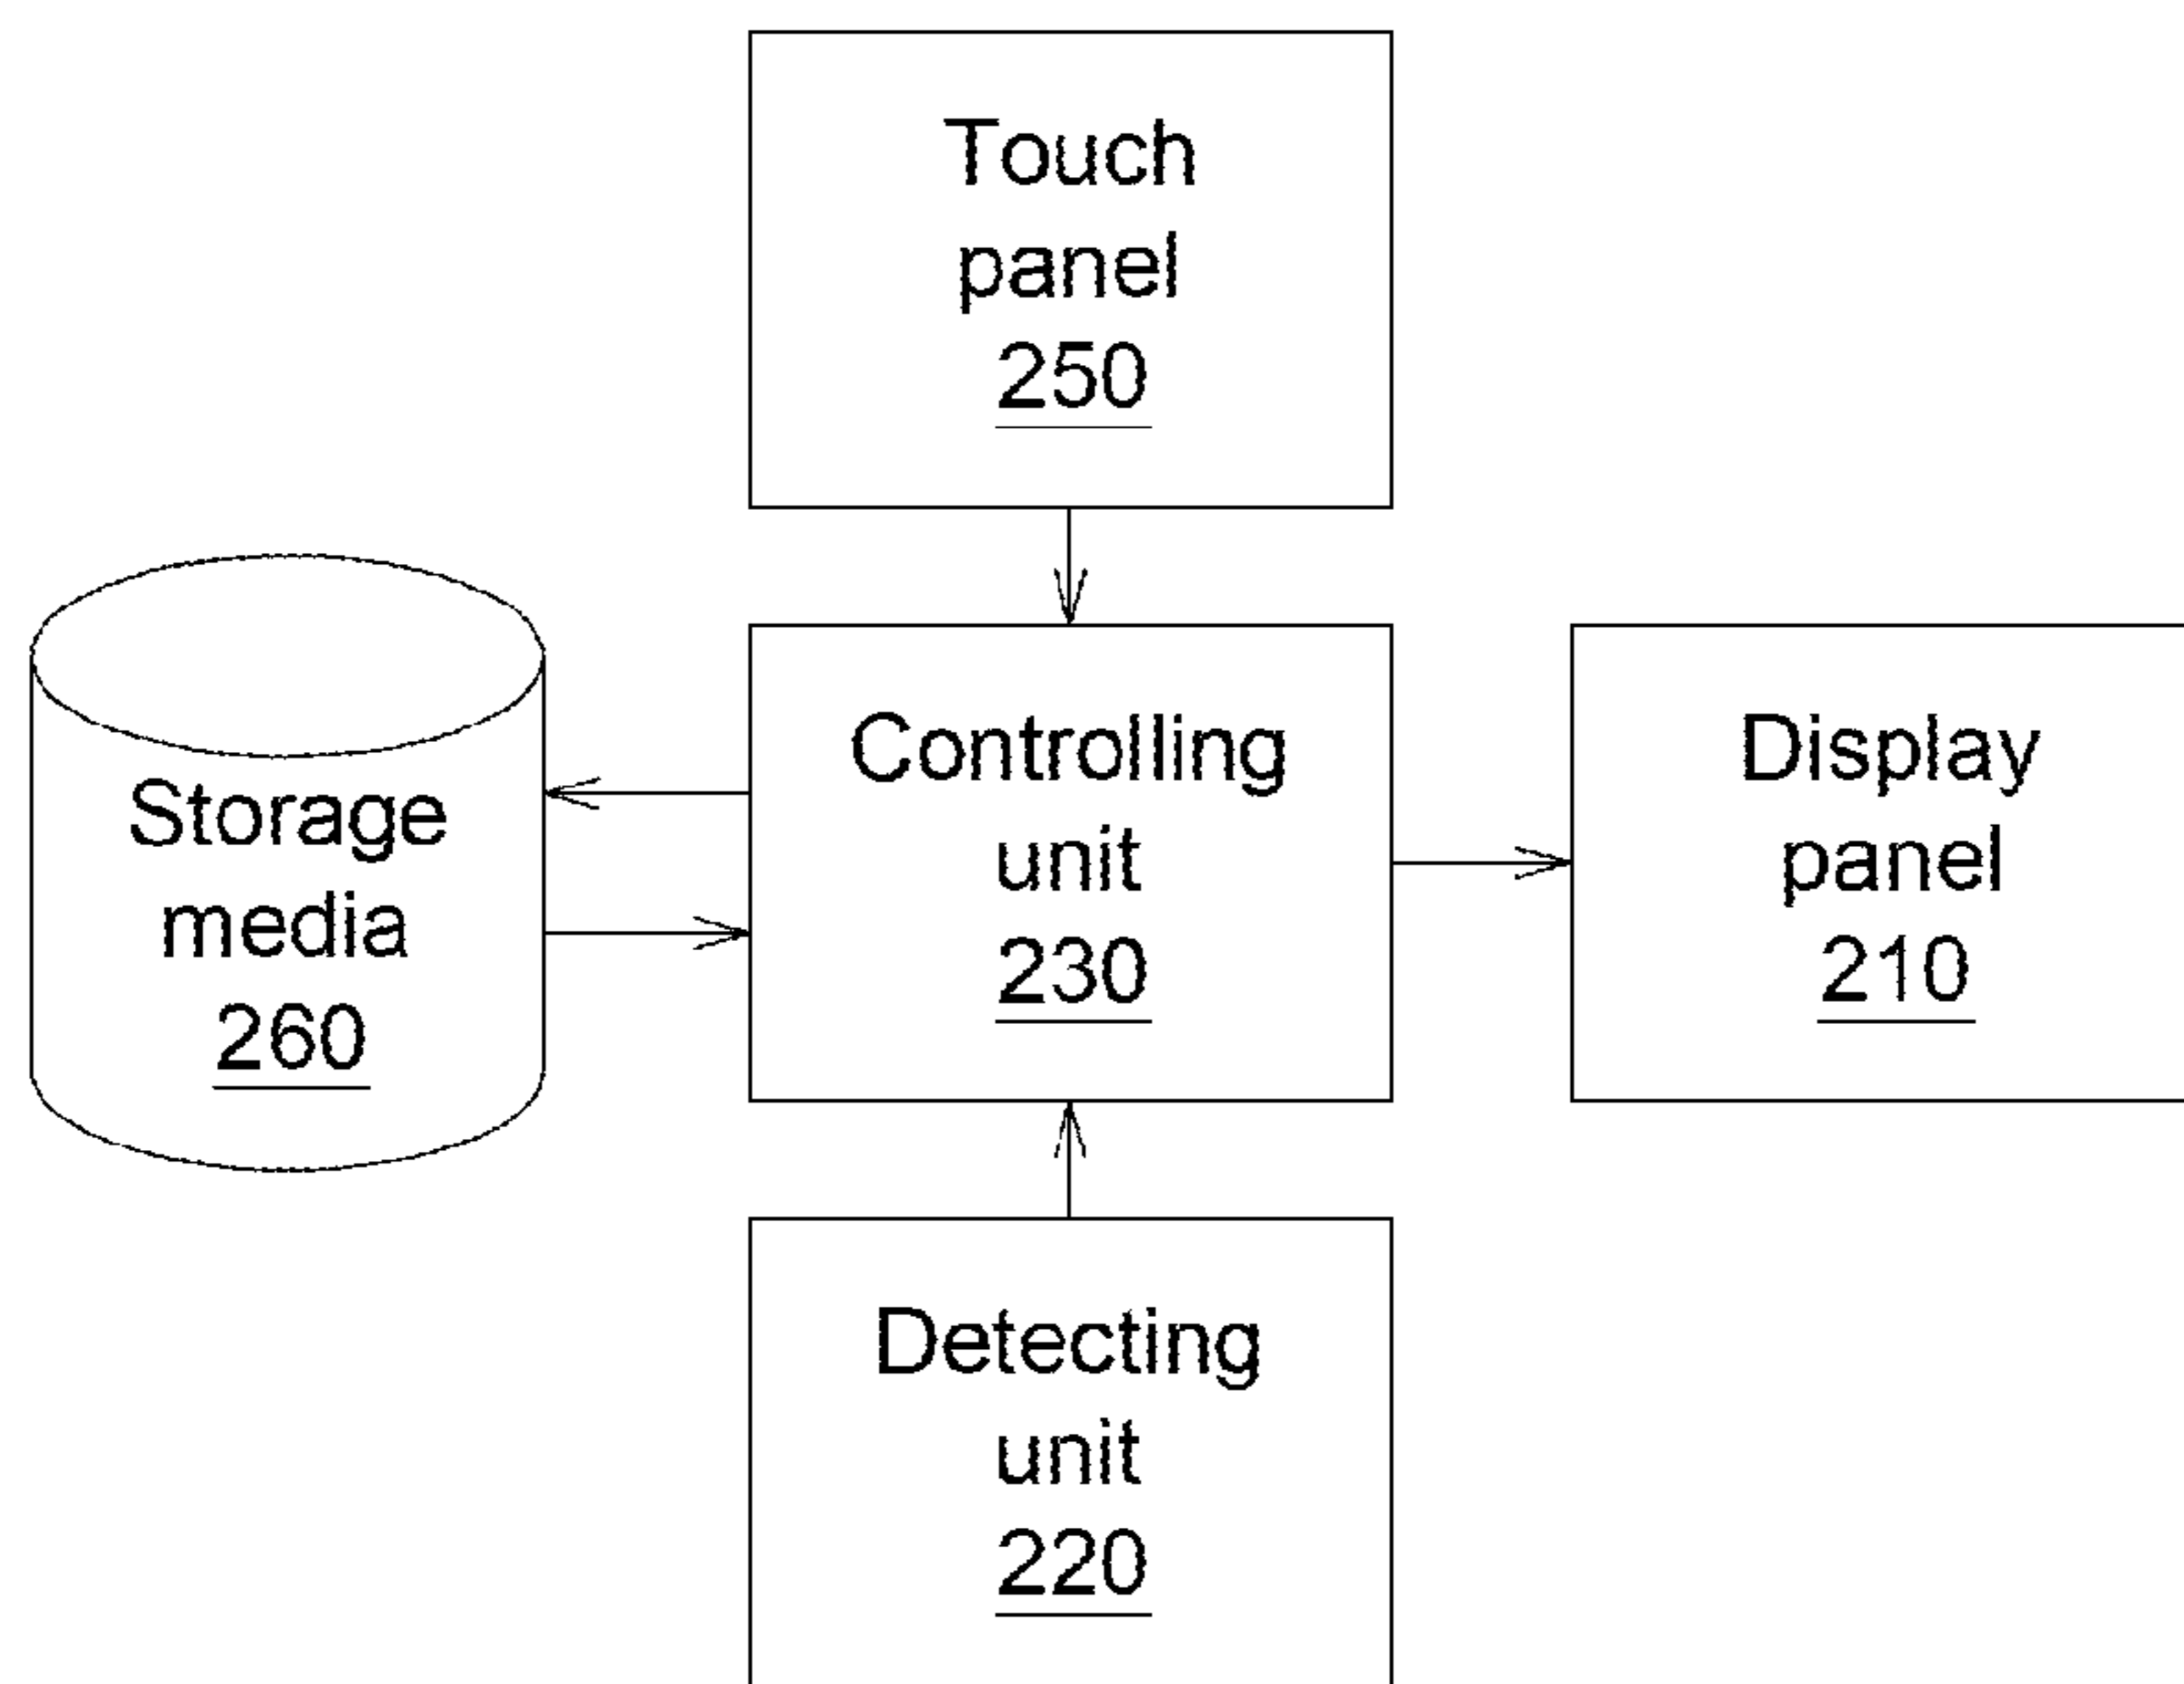 Touch
panel
250
Storage
media
260
Controlling
unit
230
Display
panel
210
Detecting
unit
220